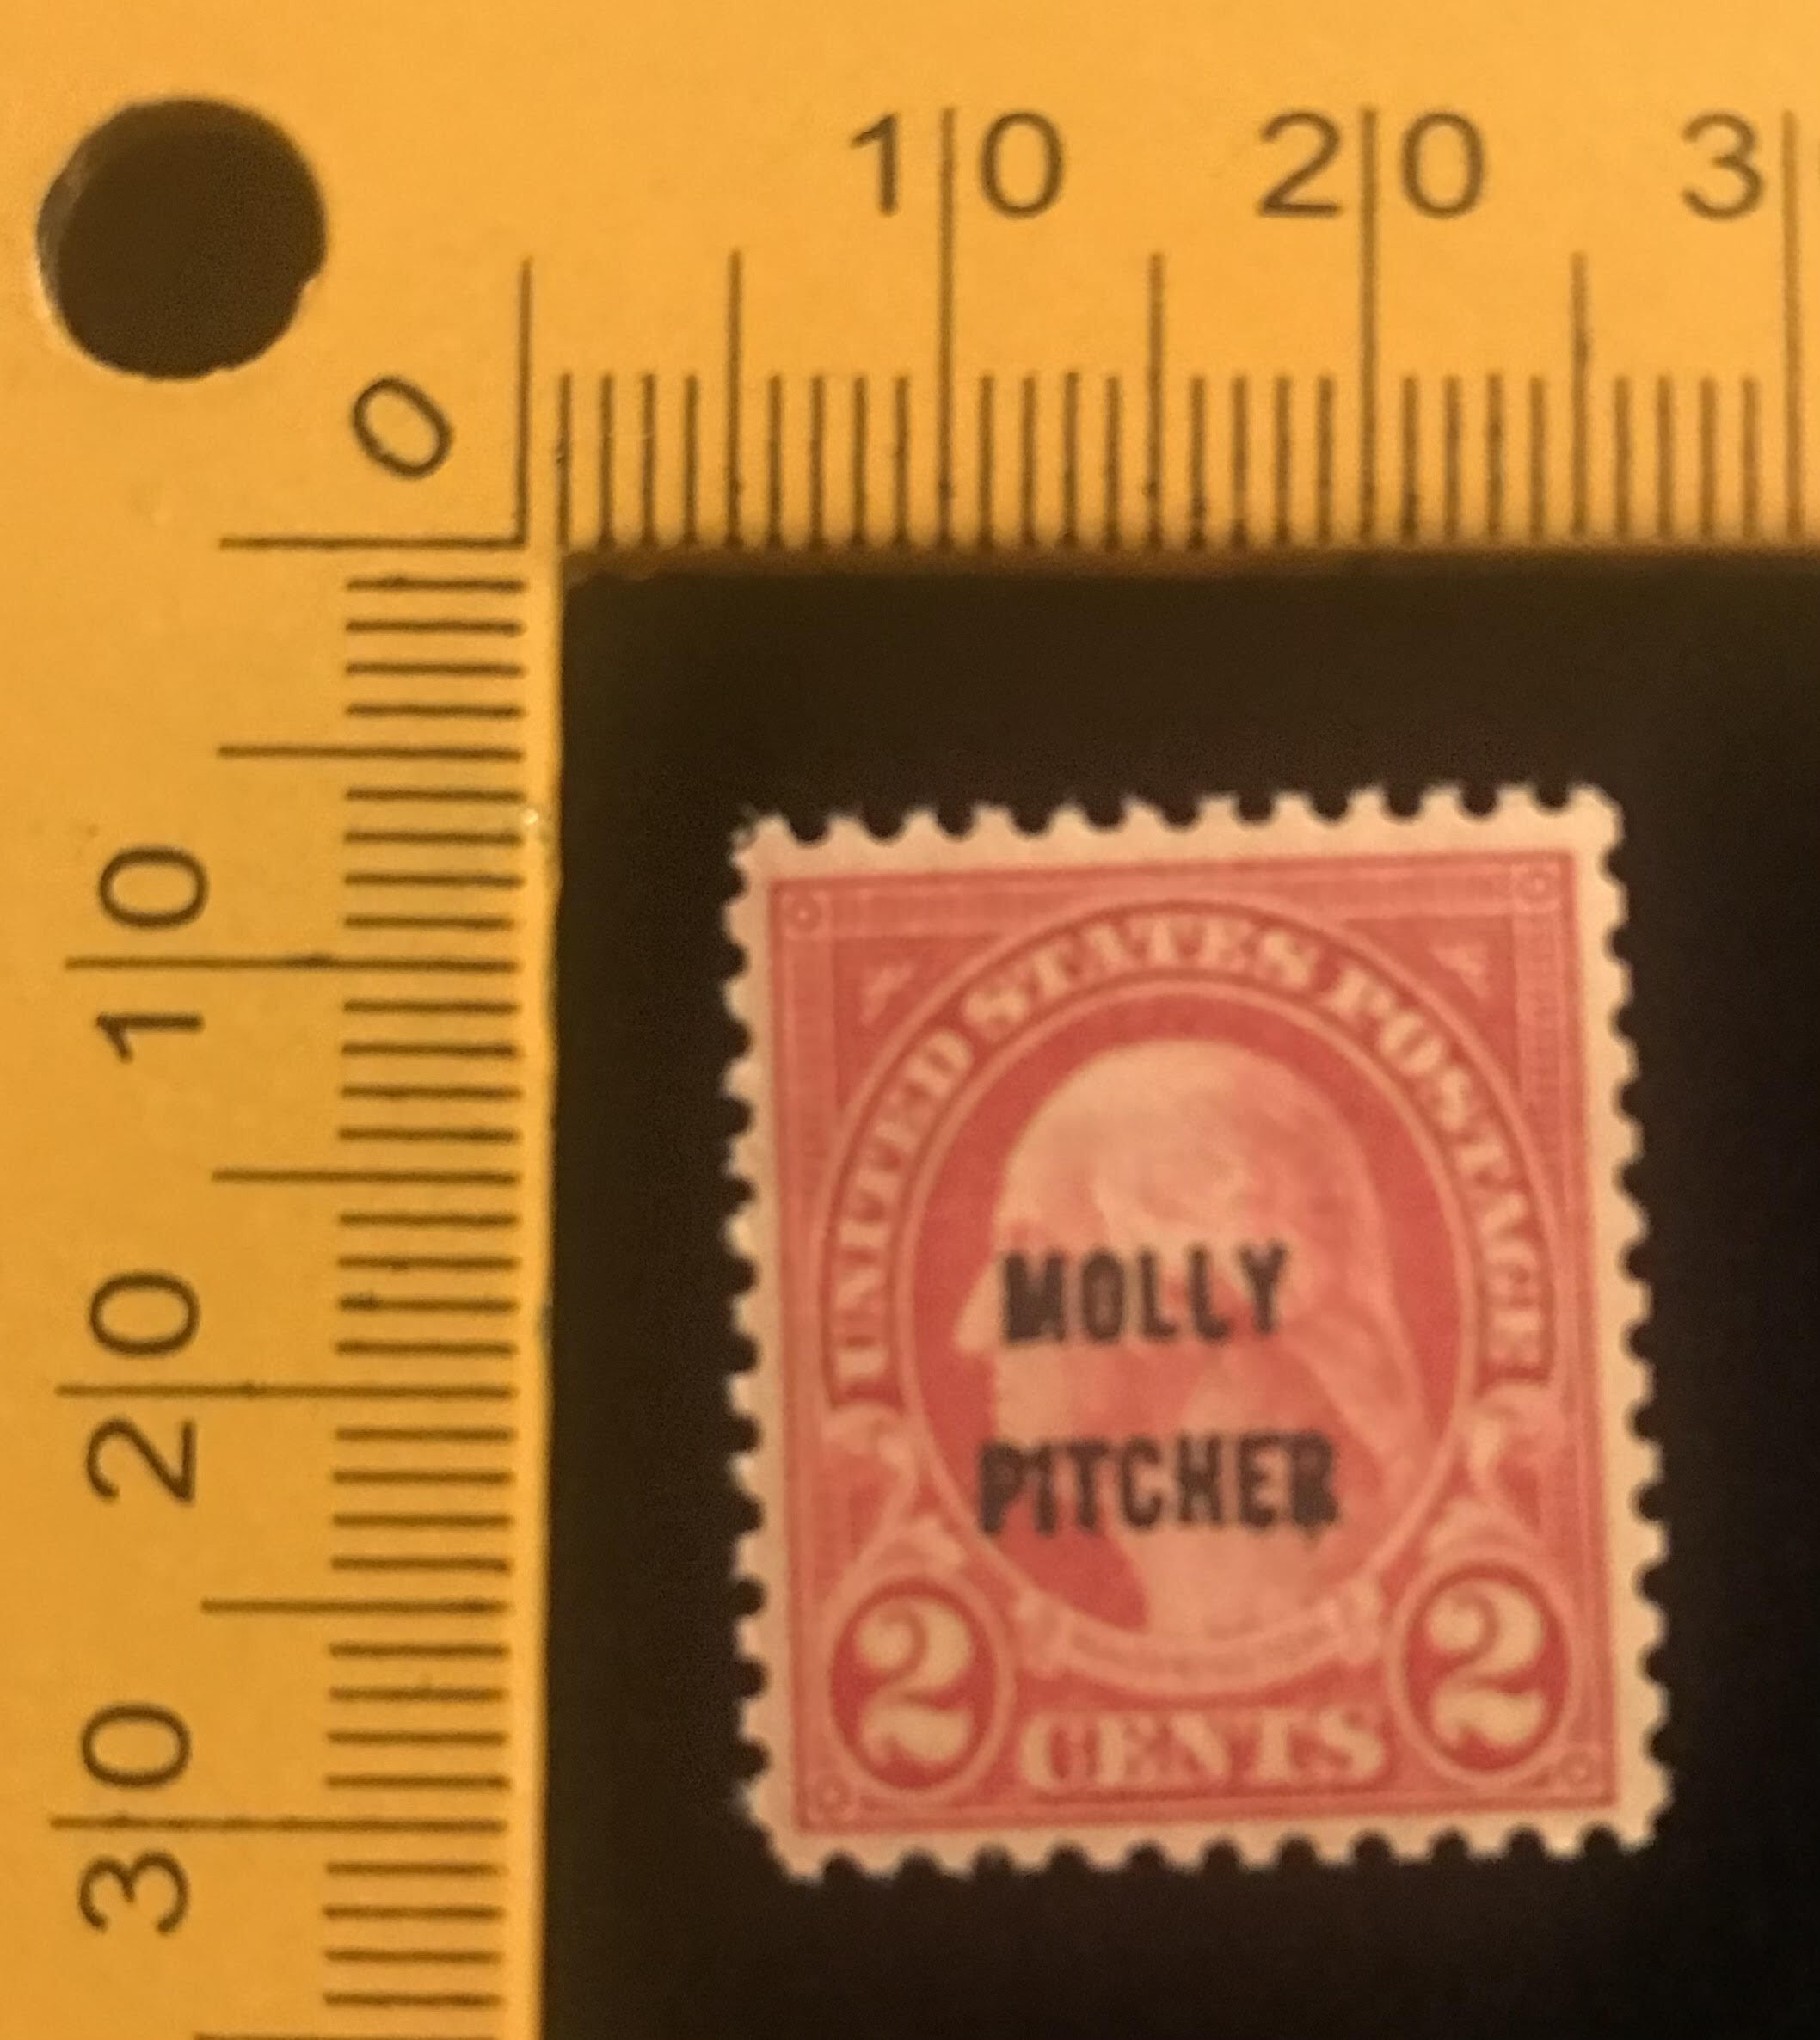 10 20 3
0
10
20
30
UNITED STATES POSTAGE
MOLLY
PITCHER
2 CENTS 2